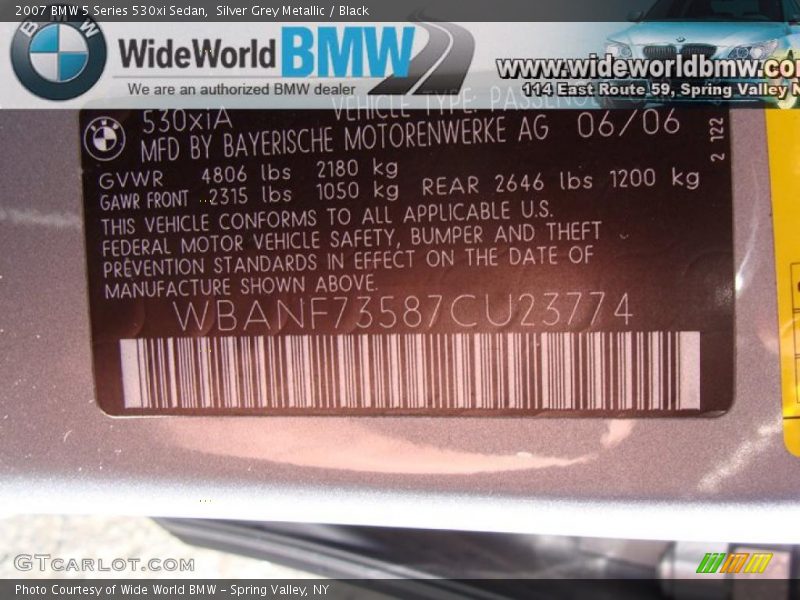 2007 BMW 5 Series 530xi Sedan, Silver Grey Metallic / Black
BMW
WideWorld BMW
We are an authorized BMW dealer
www.wideworldbmw.co
114 East Route 59, Spring Valley N
VEHICLE TYPE: PASSENG
530xiA
MFD BY BAYERISCHE MOTORENWERKE AG 06/06
2 122
GVWR 4806 lbs 2180 kg
GAWR FRONT 2315 lbs 1050 kg REAR 2646 lbs 1200 kg
THIS VEHICLE CONFORMS TO ALL APPLICABLE U.S.
FEDERAL MOTOR VEHICLE SAFETY, BUMPER AND THEFT
PREVENTION STANDARDS IN EFFECT ON THE DATE OF
MANUFACTURE SHOWN ABOVE.
WBANF73587CU23774
GTCARLOT.COM
Photo Courtesy of Wide World BMW - Spring Valley, NY